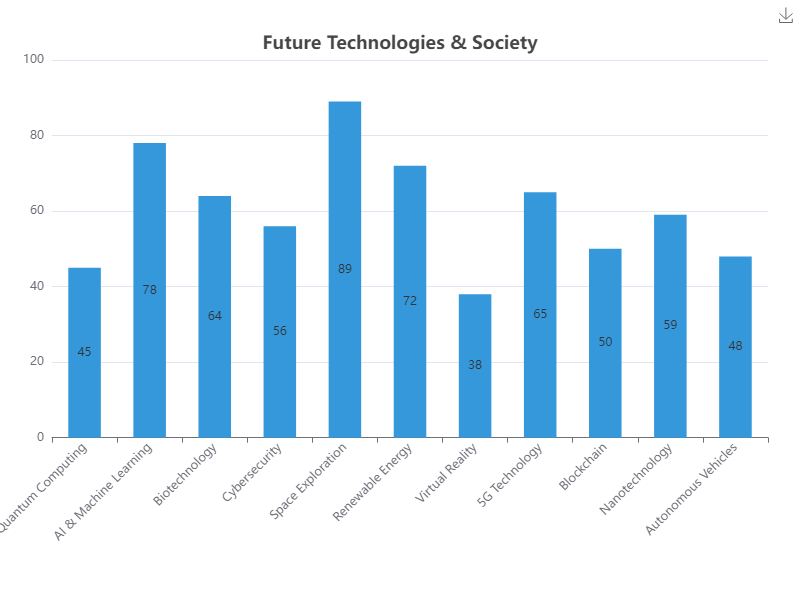 Future Technologies & Society
100
80
60
40
20
0
45
78
64
56
89
72
38
65
50
59
48
Quantum Computing
AI & Machine Learning
Biotechnology
Cybersecurity
Space Exploration
Renewable Energy
Virtual Reality
5G Technology
Blockchain
Nanotechnology
Autonomous Vehicles